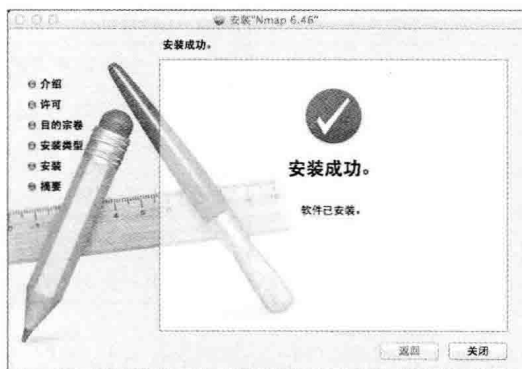 安装“Nmap 6.46”
安装成功。
介绍
许可
目的宗卷
安装类型
安装
摘要
安装成功。
软件已安装。
返回
关闭